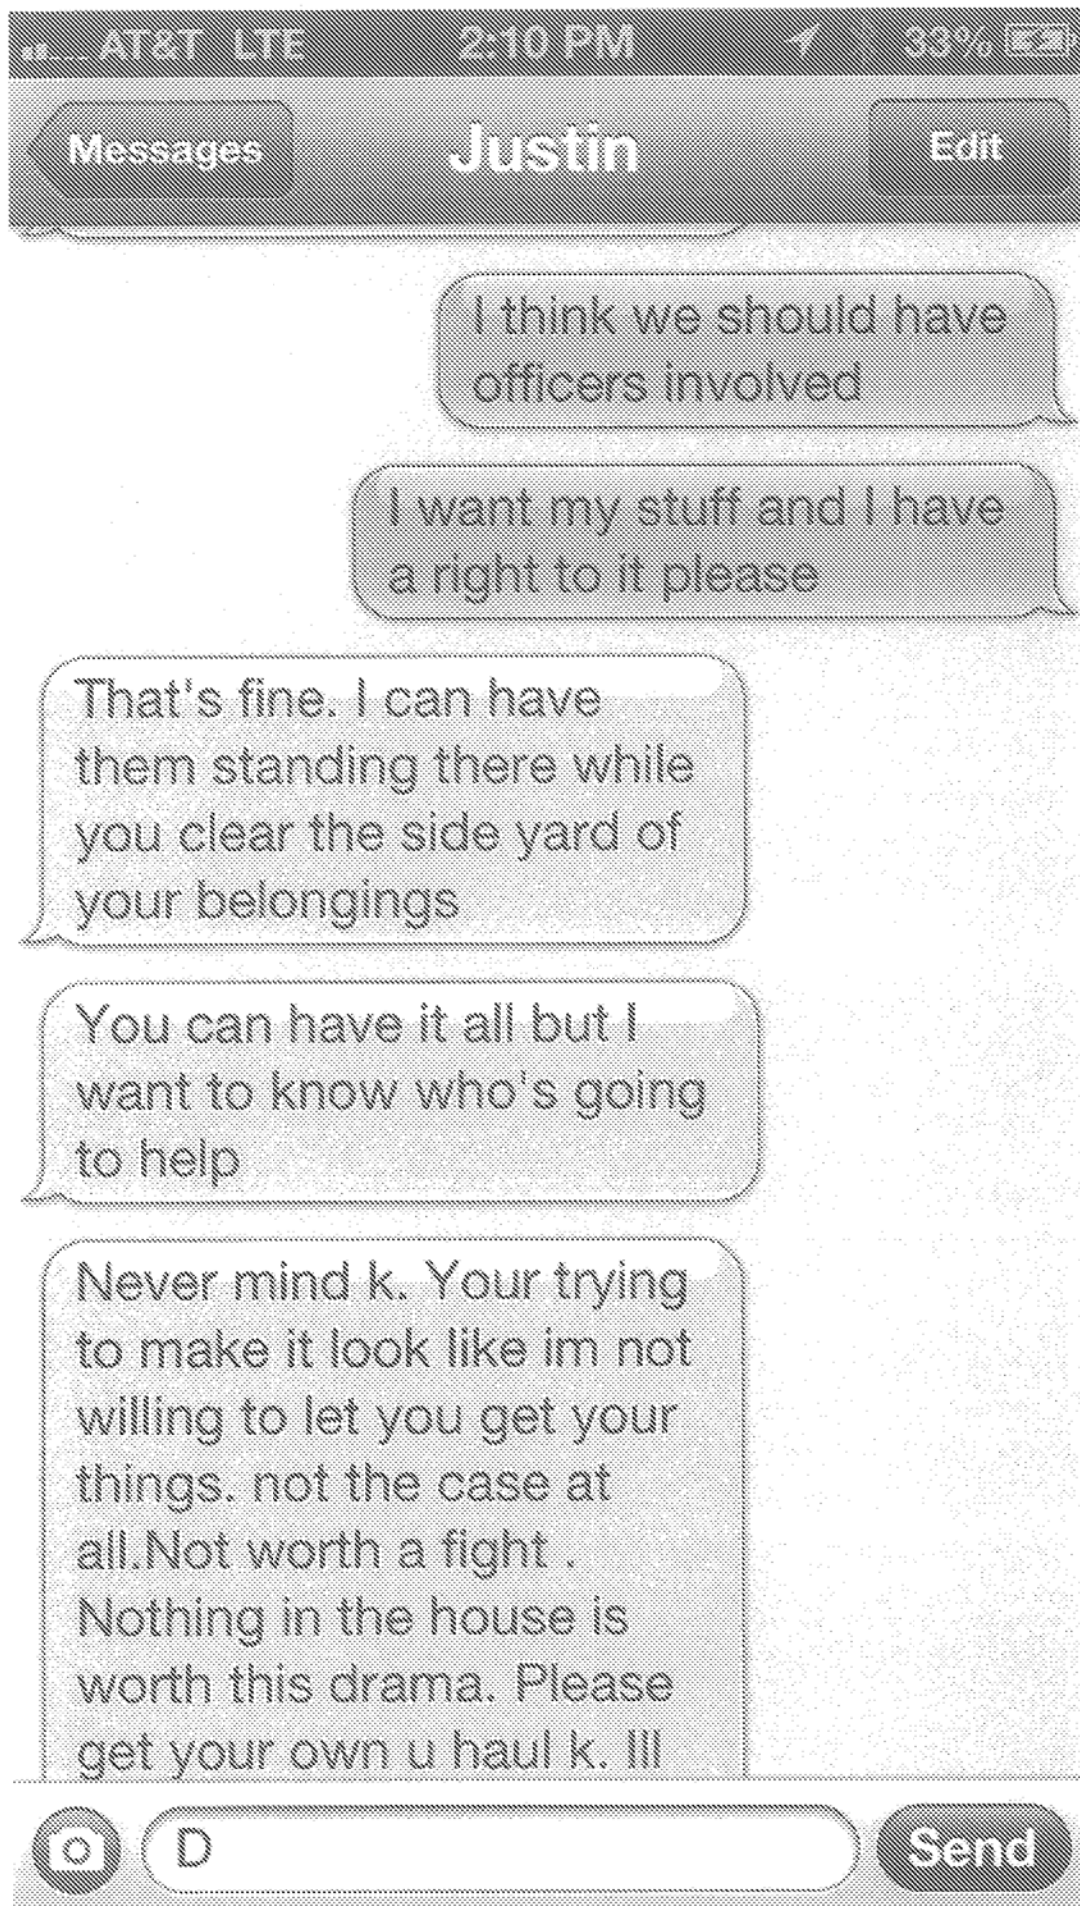 AT&T LTE 2:10 PM 33%
Messages Justin Edit
I think we should have
officers involved
I want my stuff and I have
a right to it please
That's fine. I can have
them standing there while
you clear the side yard of
your belongings
You can have it all but I
want to know who's going
to help
Never mind k. Your trying
to make it look like im not
willing to let you get your
things. not the case at
all.Not worth a fight .
Nothing in the house is
worth this drama. Please
get your own u haul k. Ill
D
Send